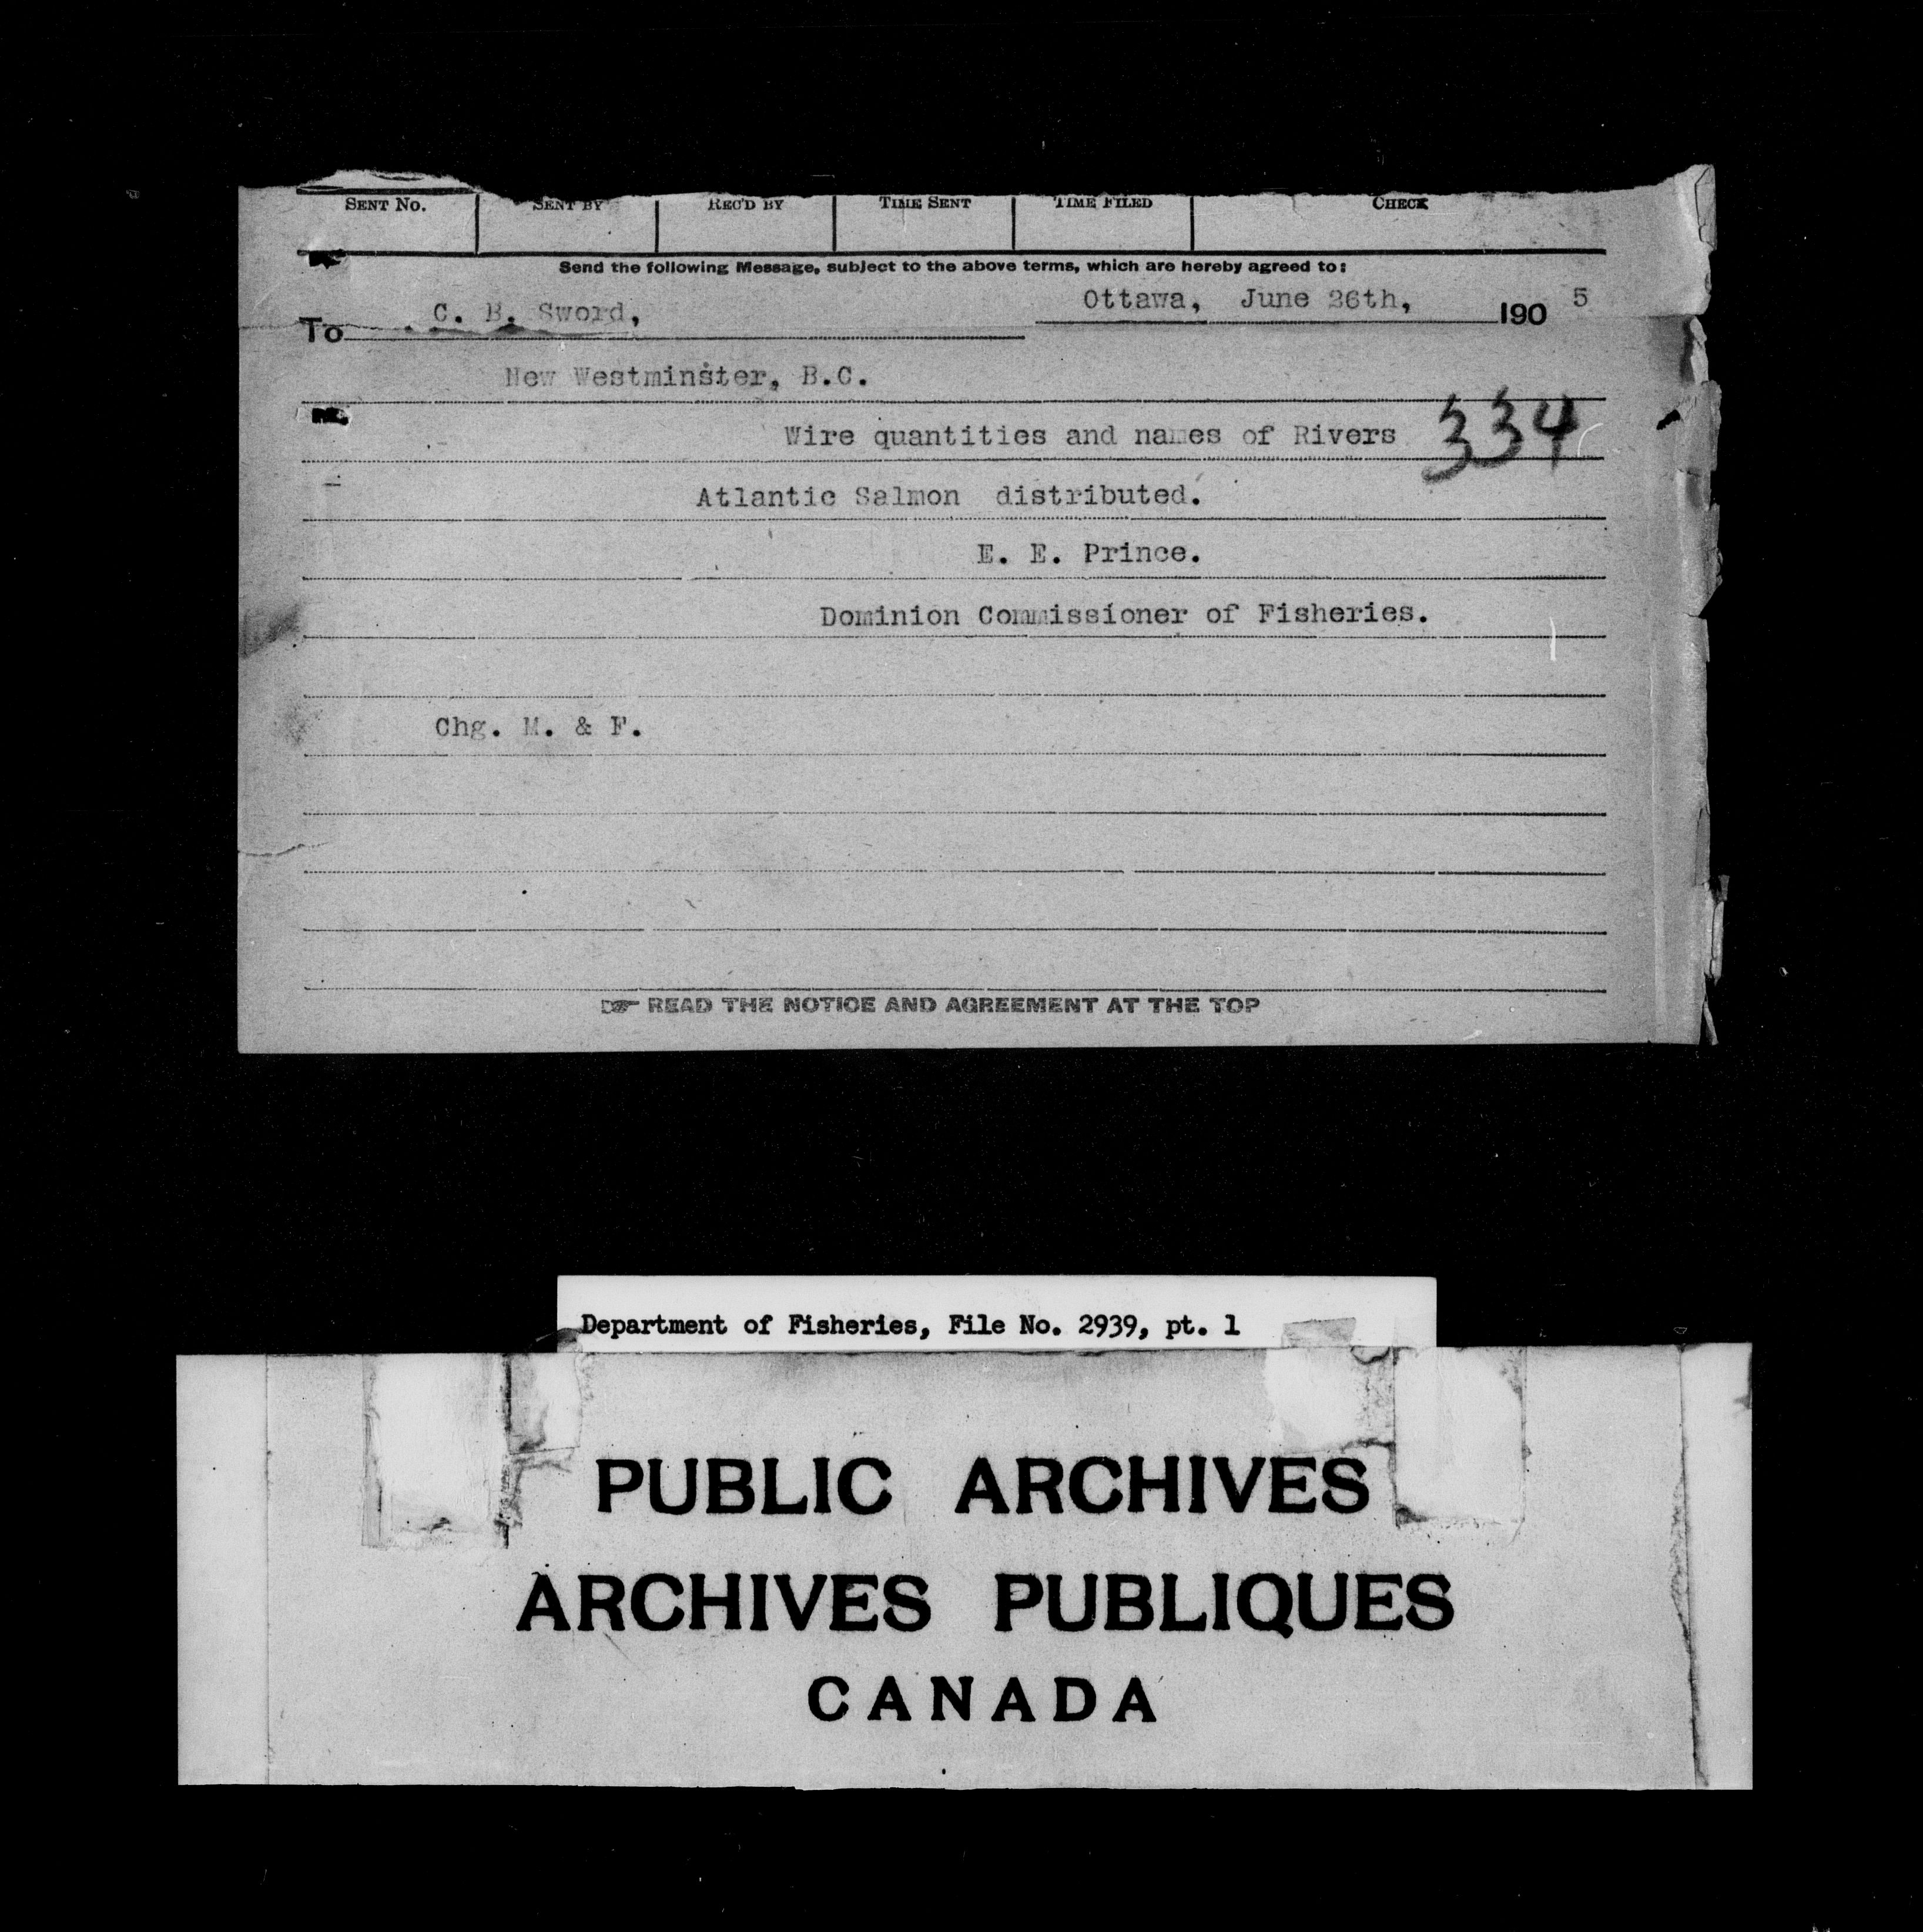 SENT NO. SENT BY REC'D BY TIME SENT TIME FILED CHECK
Send the following Message, subject to the above terms, which are hereby agreed to:
Ottawa, June 26th, 190 5
To C. B. Sword,
New Westminster, B.C.
Wire quantities and names of Rivers 334
Atlantic Salmon distributed.
E. E. Prince.
Dominion Commissioner of Fisheries.
Chg. M. & F.
☞ READ THE NOTICE AND AGREEMENT AT THE TOP
Department of Fisheries, File No. 2939, pt. 1
PUBLIC ARCHIVES
ARCHIVES PUBLIQUES
CANADA